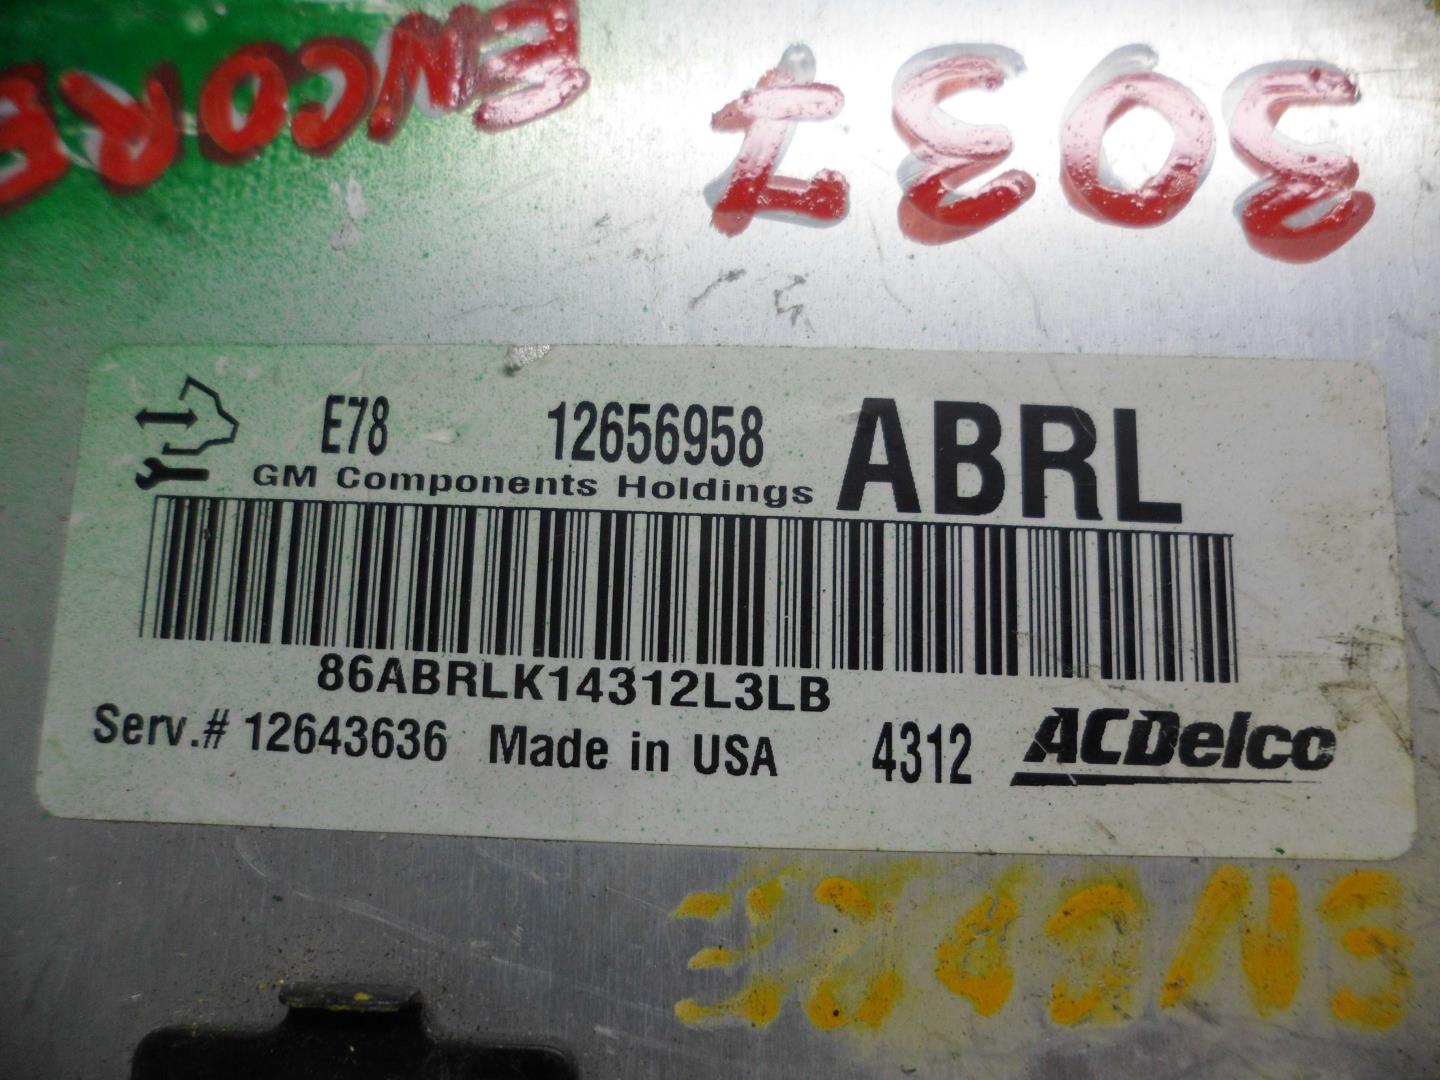 ENCORE
3037
E78 12656958 ABRL
GM Components Holdings
86ABRLK14312L3LB
Serv.# 12643636 Made in USA 4312 ACDelco
ENCORE